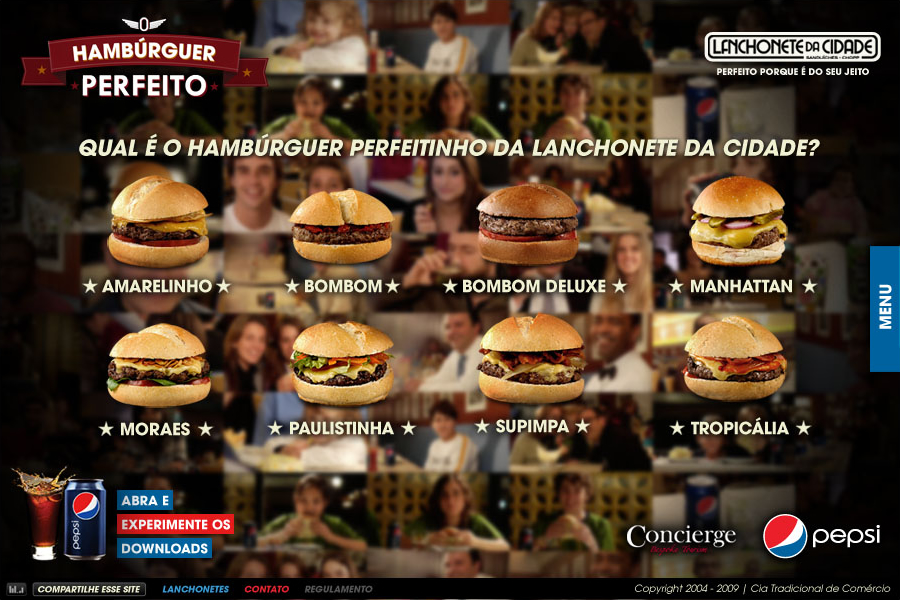 O
HAMBÚRGUER
PERFEITO
LANCHONETE DA CIDADE
SANDUÍCHES - CHOPP
PERFEITO PORQUE É DO SEU JEITO
QUAL É O HAMBÚRGUER PERFEITINHO DA LANCHONETE DA CIDADE?
AMARELINHO
BOMBOM
BOMBOM DELUXE
MANHATTAN
MENU
MORAES
PAULISTINHA
SUPIMPA
TROPICÁLIA
pepsi
ABRA E
EXPERIMENTE OS
DOWNLOADS
Concierge
pepsi
COMPARTILHE ESSE SITE
LANCHONETES
CONTATO
REGULAMENTO
Copyright 2004 - 2009 | Cia Tradicional de Comércio